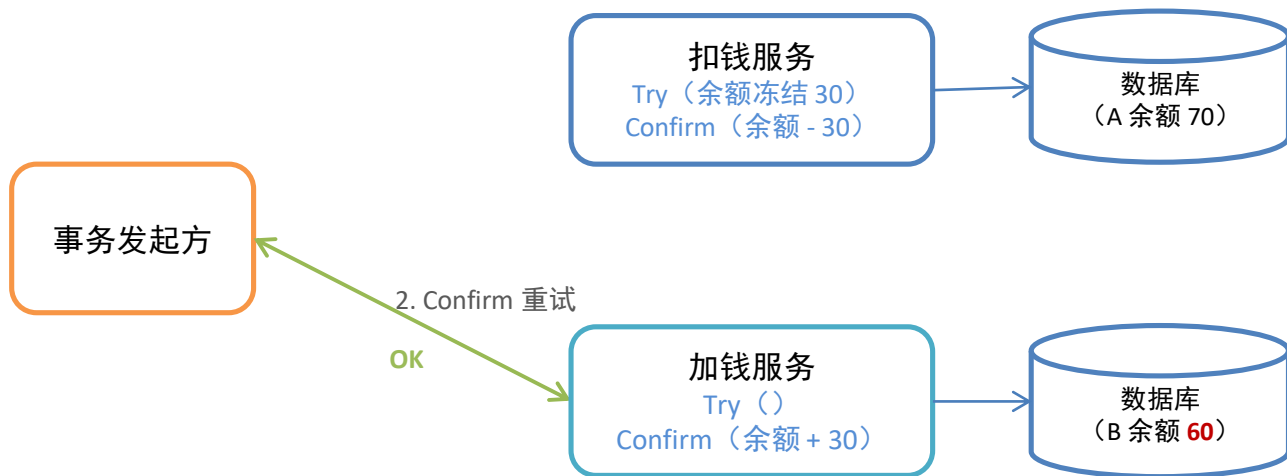 扣钱服务
Try（余额冻结 30）
Confirm（余额 - 30）
数据库
（A 余额 70）
事务发起方
2. Confirm 重试
OK
加钱服务
Try（）
Confirm（余额 + 30）
数据库
（B 余额 60）